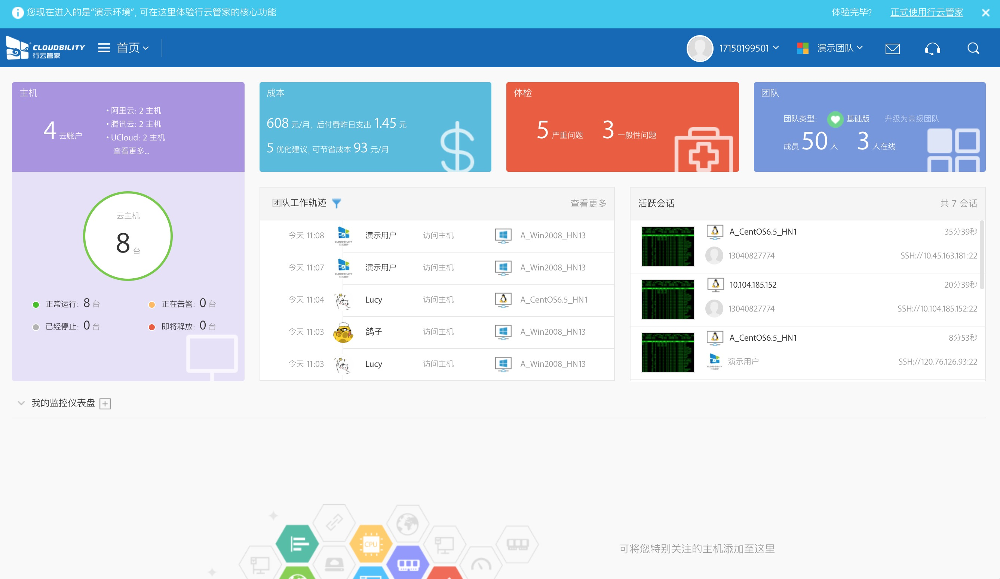 您现在进入的是“演示环境”, 可在这里体验行云管家的核心功能
体验完毕?
正式使用行云管家
CLOUDBILITY
行云管家
首页
17150199501
演示团队
主机
4 云账户
• 阿里云: 2 主机
• 腾讯云: 2 主机
• UCloud: 2 主机
查看更多...
云主机
8 台
正常运行: 8 台
正在告警: 0 台
已经停止: 0 台
即将释放: 0 台
成本
608 元/月, 后付费昨日支出 1.45 元
5 优化建议, 可节省成本 93 元/月
体检
5 严重问题 3 一般性问题
团队
团队类型: 基础版 升级为高级团队
成员 50 人 3 人在线
团队工作轨迹
查看更多
今天 11:08 CLOUDBILITY 行云管家 演示用户 访问主机 A_Win2008_HN13
今天 11:07 CLOUDBILITY 行云管家 演示用户 访问主机 A_Win2008_HN13
今天 11:04 Lucy 访问主机 A_CentOS6.5_HN1
今天 11:03 鸽子 访问主机 A_Win2008_HN13
今天 11:03 Lucy 访问主机 A_Win2008_HN13
活跃会话
共 7 会话
A_CentOS6.5_HN1 35分39秒
13040827774 SSH://10.45.163.181:22
10.104.185.152 20分39秒
13040827774 SSH://10.104.185.152:22
A_CentOS6.5_HN1 8分53秒
CLOUDBILITY 行云管家 演示用户 SSH://120.76.126.93:22
我的监控仪表盘
CPU
可将您特别关注的主机添加至这里